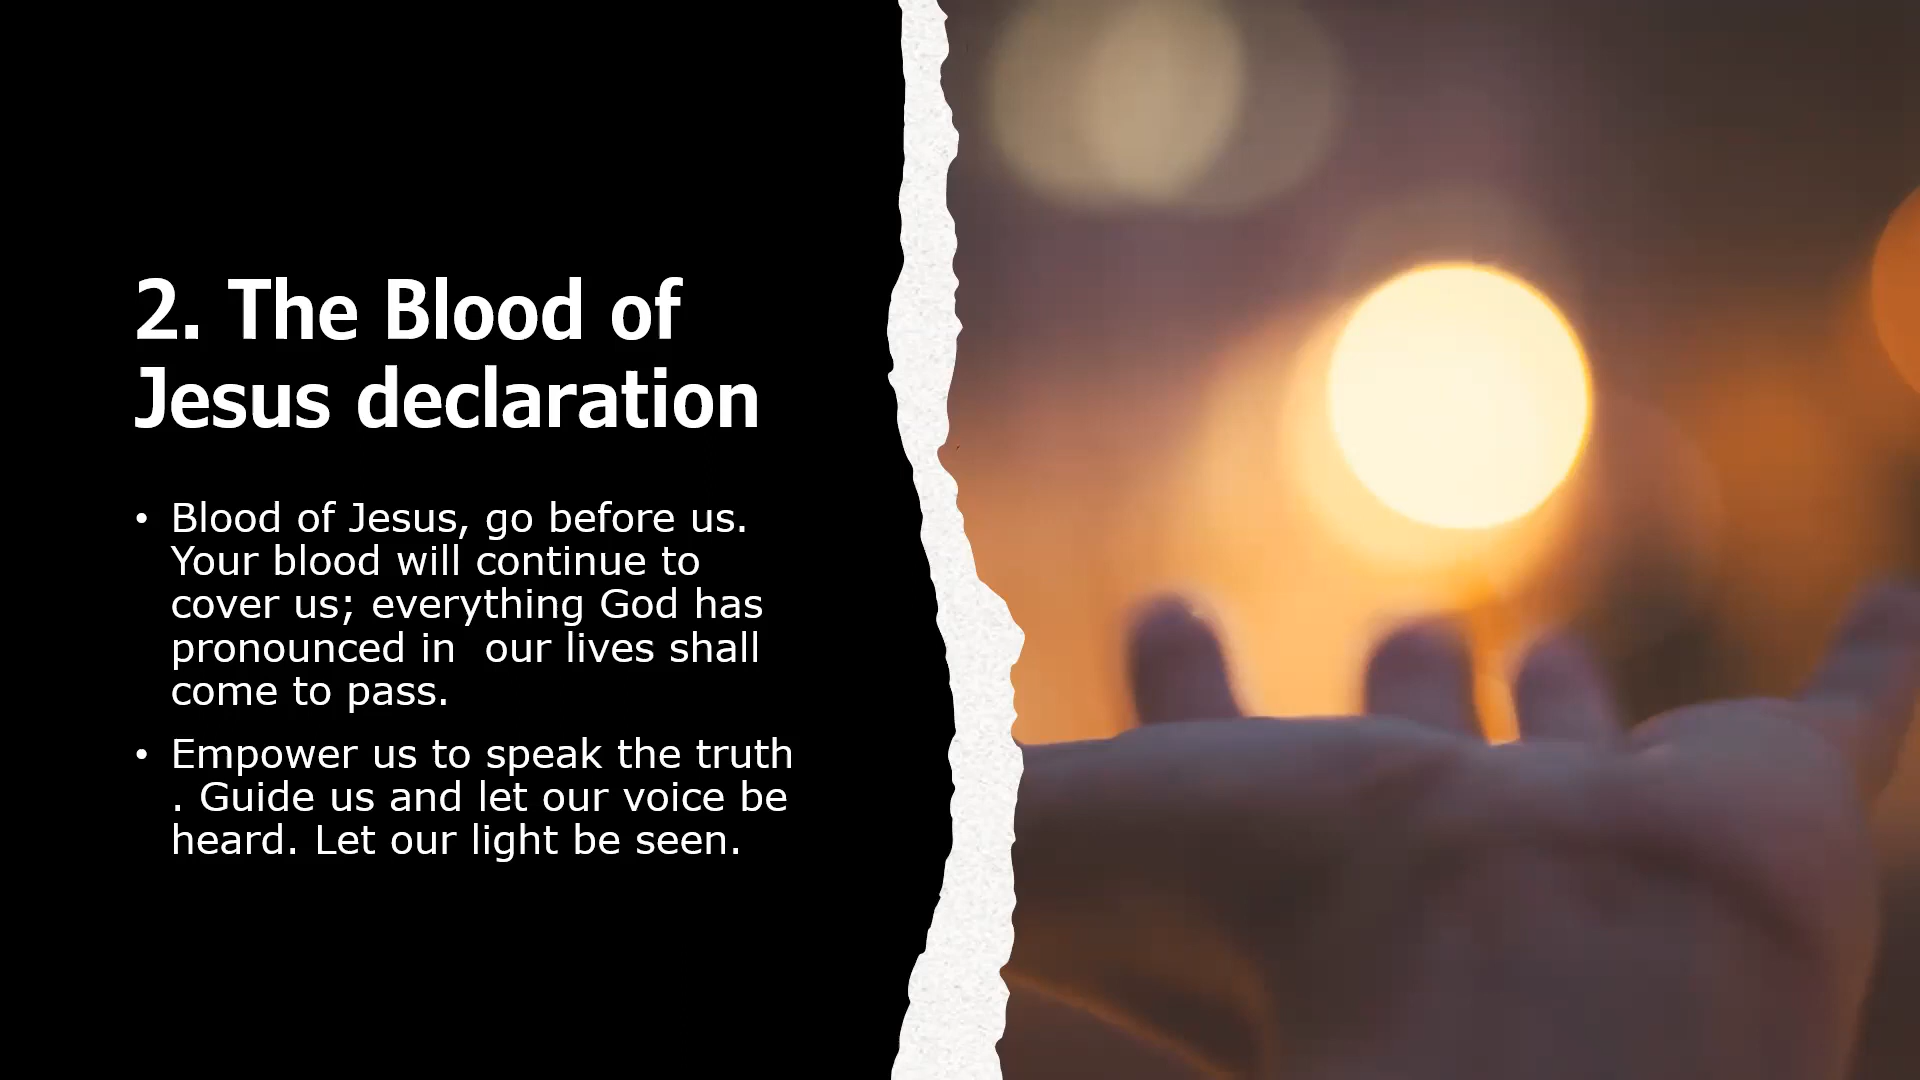 2. The Blood of
Jesus declaration
• Blood of Jesus, go before us.
Your blood will continue to
cover us; everything God has
pronounced in  our lives shall
come to pass.
• Empower us to speak the truth
. Guide us and let our voice be
heard. Let our light be seen.